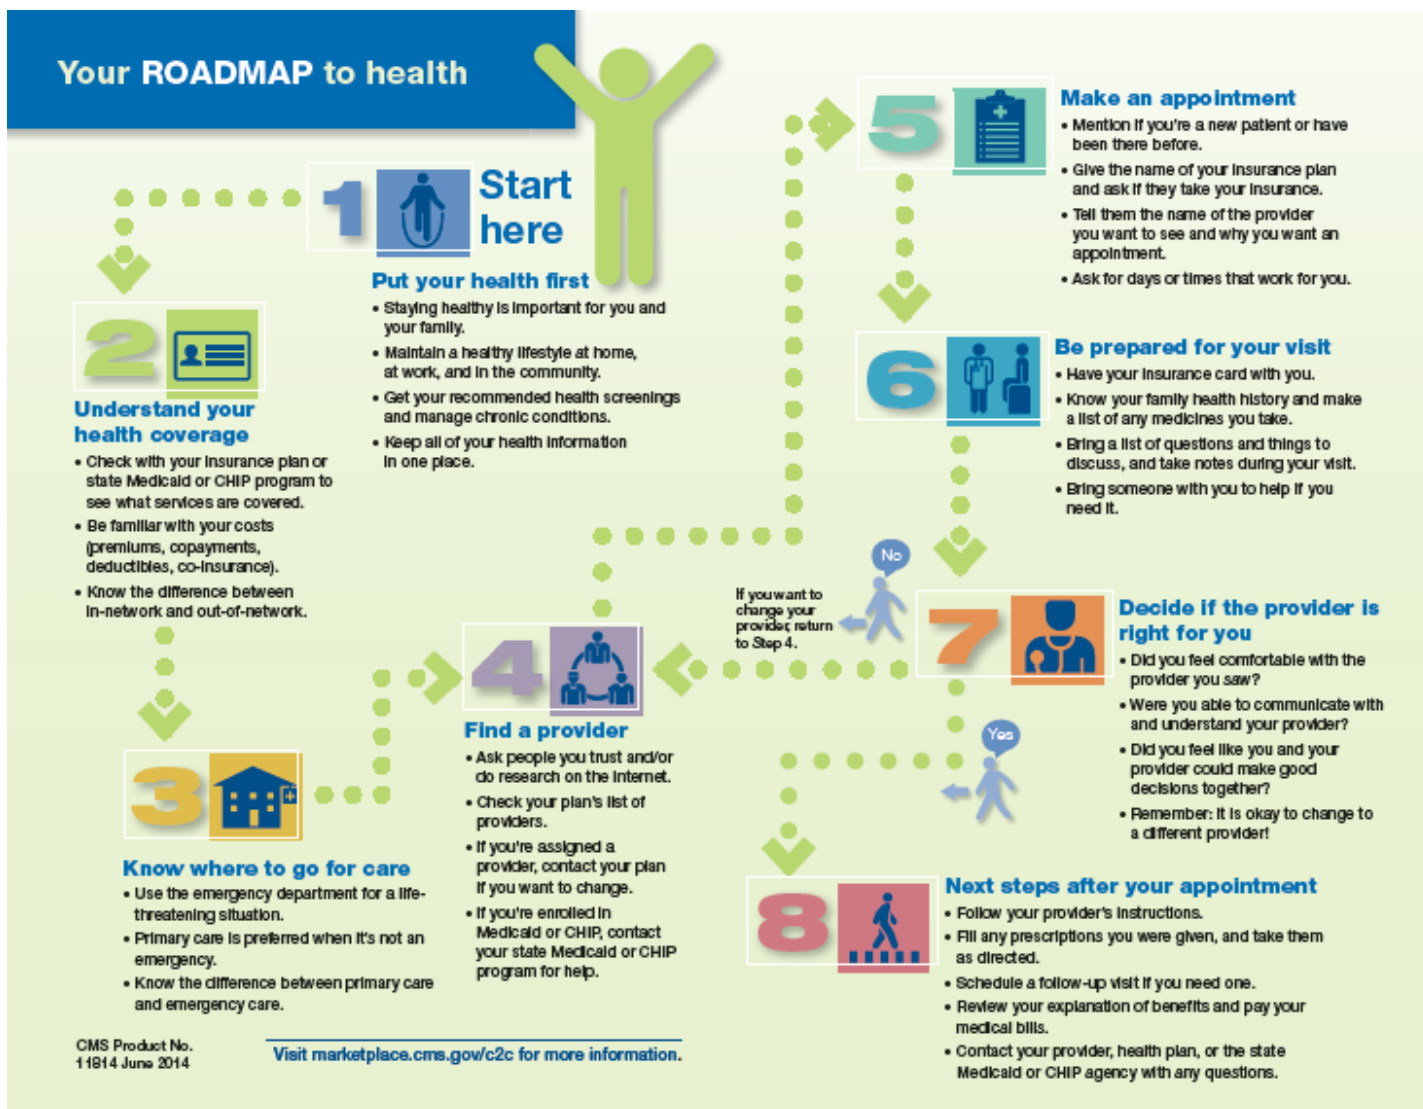 Your ROADMAP to health
1
Start
here
Put your health first
• Staying healthy is important for you and
your family.
• Maintain a healthy lifestyle at home,
at work, and in the community.
• Get your recommended health screenings
and manage chronic conditions.
• Keep all of your health information
in one place.
2
Understand your
health coverage
• Check with your insurance plan or
state Medicaid or CHIP program to
see what services are covered.
• Be familiar with your costs
(premiums, copayments,
deductibles, co-insurance).
• Know the difference between
in-network and out-of-network.
3
Know where to go for care
• Use the emergency department for a life-
threatening situation.
• Primary care is preferred when it's not an
emergency.
• Know the difference between primary care
and emergency care.
4
Find a provider
• Ask people you trust and/or
do research on the internet.
• Check your plan's list of
providers.
• If you're assigned a
provider, contact your plan
if you want to change.
• If you're enrolled in
Medicaid or CHIP, contact
your state Medicaid or CHIP
program for help.
5
Make an appointment
• Mention if you're a new patient or have
been there before.
• Give the name of your insurance plan
and ask if they take your insurance.
• Tell them the name of the provider
you want to see and why you want an
appointment.
• Ask for days or times that work for you.
6
Be prepared for your visit
• Have your insurance card with you.
• Know your family health history and make
a list of any medicines you take.
• Bring a list of questions and things to
discuss, and take notes during your visit.
• Bring someone with you to help if you
need it.
7
Decide if the provider is
right for you
• Did you feel comfortable with the
provider you saw?
• Were you able to communicate with
and understand your provider?
• Did you feel like you and your
provider could make good
decisions together?
• Remember: it is okay to change to
a different provider!
No
If you want to
change your
provider, return
to Step 4.
Yes
8
Next steps after your appointment
• Follow your provider's instructions.
• Fill any prescriptions you were given, and take them
as directed.
• Schedule a follow-up visit if you need one.
• Review your explanation of benefits and pay your
medical bills.
• Contact your provider, health plan, or the state
Medicaid or CHIP agency with any questions.
CMS Product No.
11814 June 2014
Visit marketplace.cms.gov/c2c for more information.